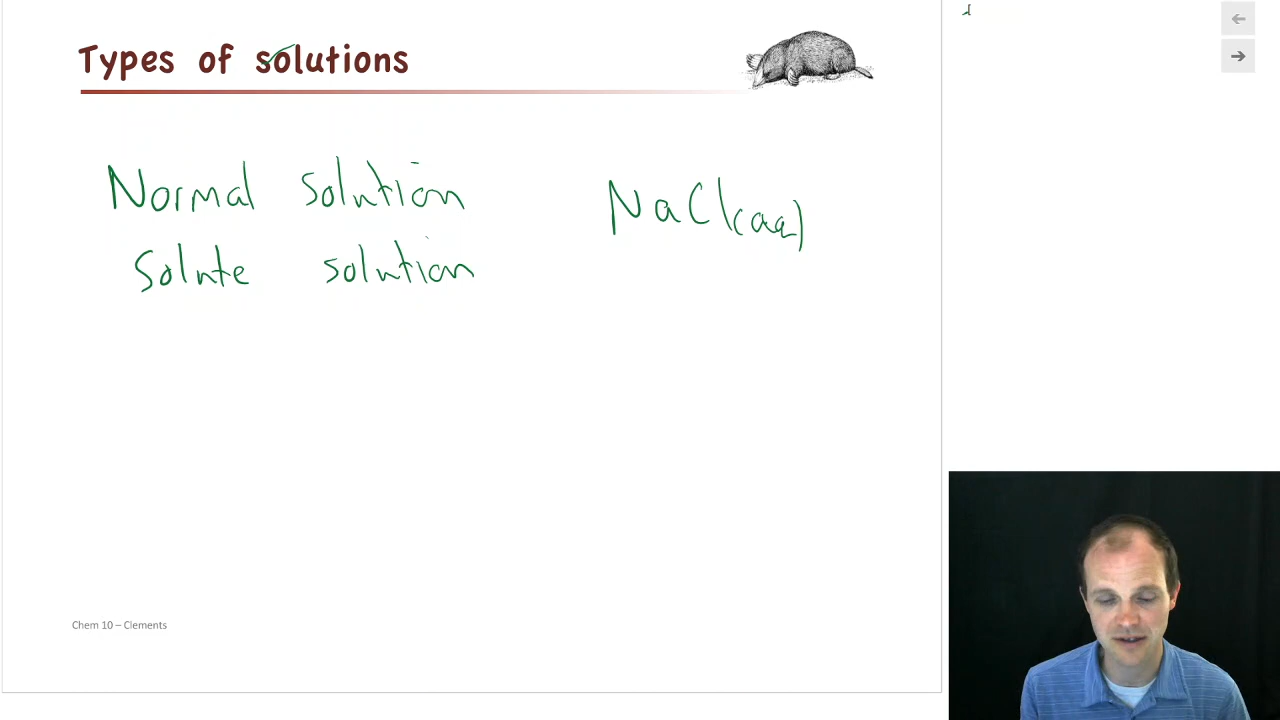 Types of solutions
Normal solution
NaCl(aq)
Solute solution
Chem 10 – Clements